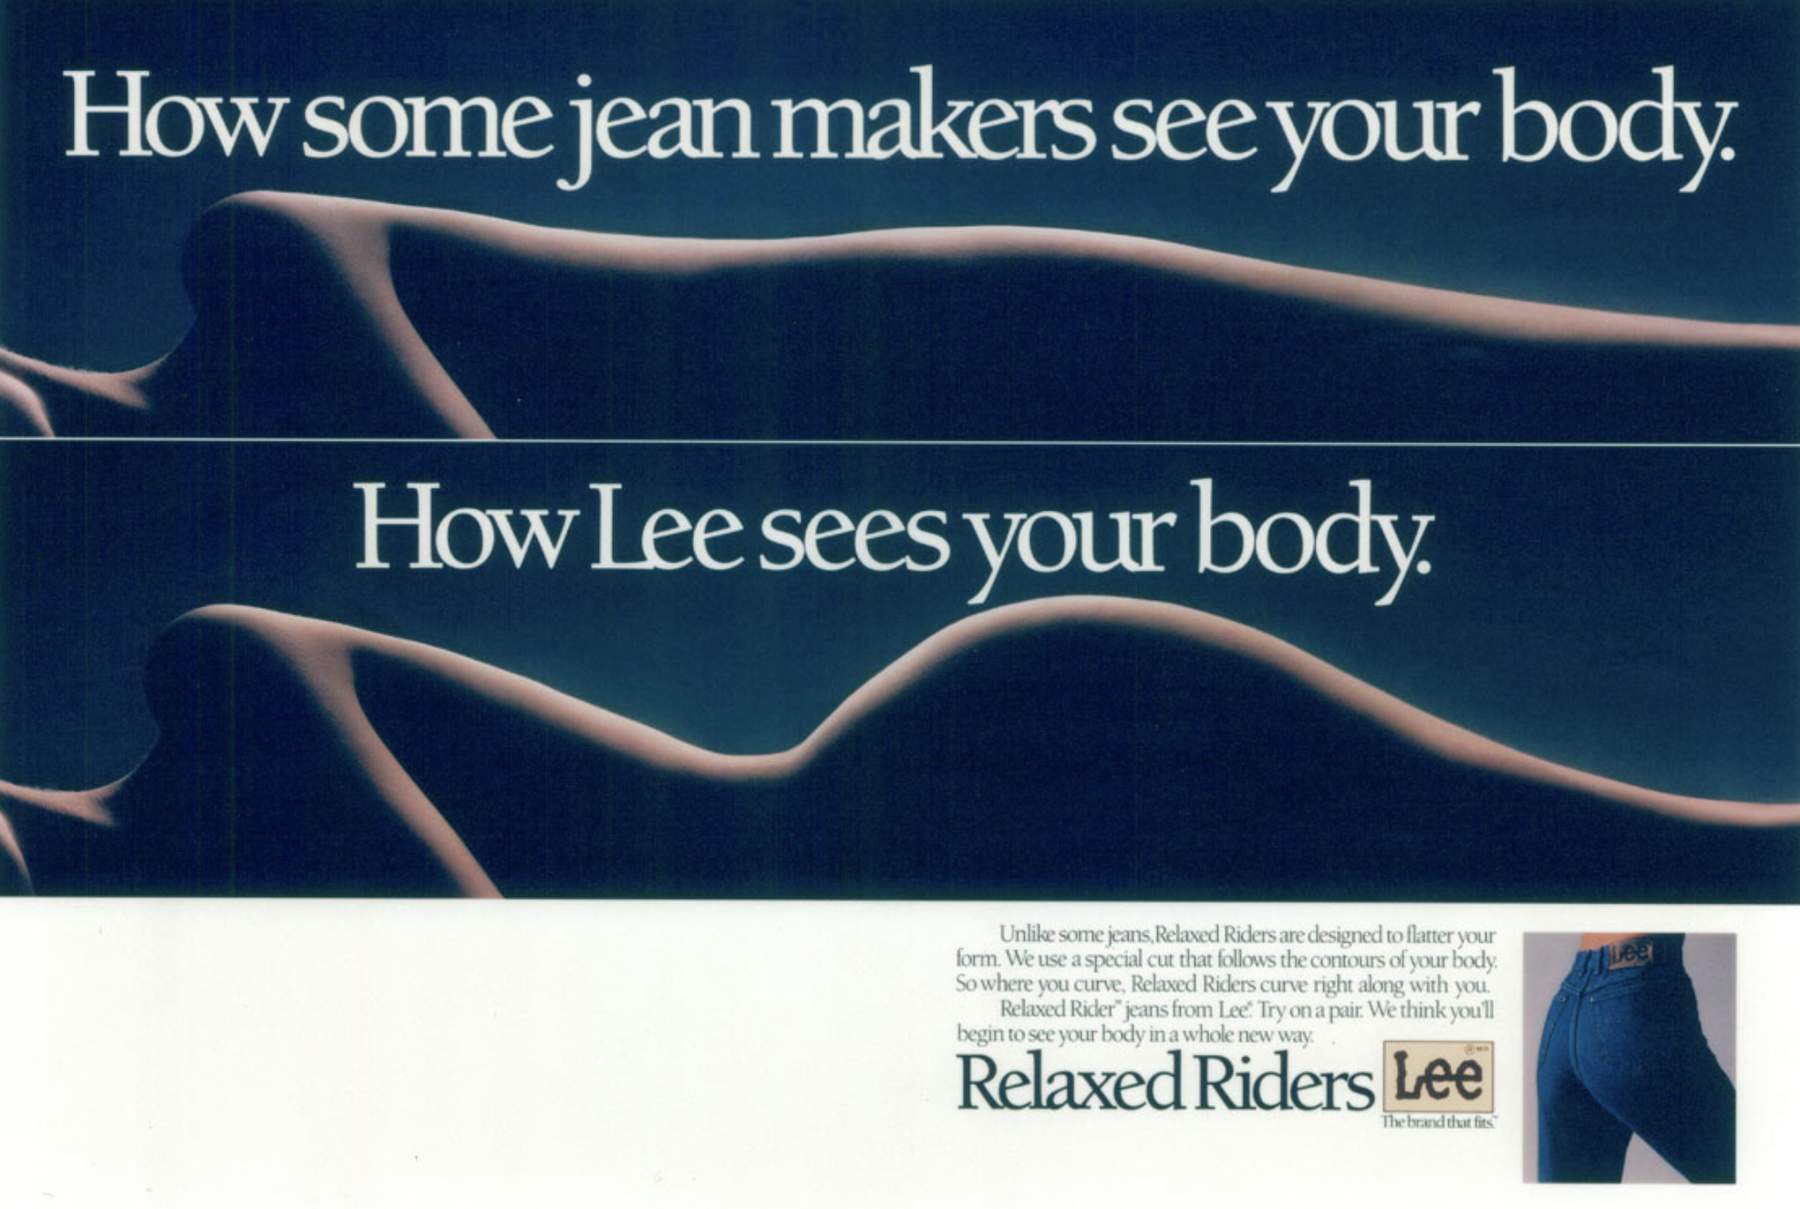 How some jean makers see your body.
How Lee sees your body.
Unlike some jeans, Relaxed Riders are designed to flatter your
form. We use a special cut that follows the contours of your body.
So where you curve, Relaxed Riders curve right along with you.
Relaxed Rider™ jeans from Lee®. Try on a pair. We think you'll
begin to see your body in a whole new way.
Relaxed Riders
Lee
The brand that fits.™
Lee